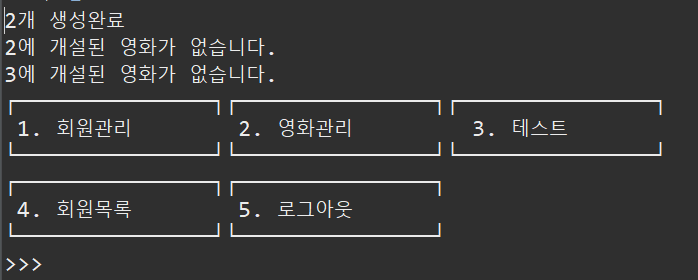 2개 생성완료
2에 개설된 영화가 없습니다.
3에 개설된 영화가 없습니다.
1. 회원관리 2. 영화관리 3. 테스트
4. 회원목록 5. 로그아웃
>>>